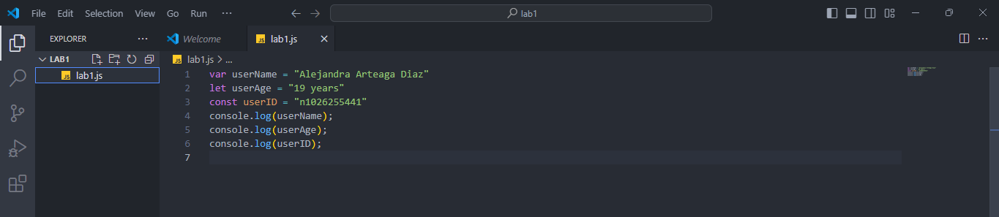 File Edit Selection View Go Run ··· ← → lab1
EXPLORER ··· Welcome JS lab1.js × ···
LAB1 JS lab1.js > ...
JS lab1.js
1 var userName = "Alejandra Arteaga Diaz"
2 let userAge = "19 years"
3 const userID = "n1026255441"
4 console.log(userName);
5 console.log(userAge);
6 console.log(userID);
7